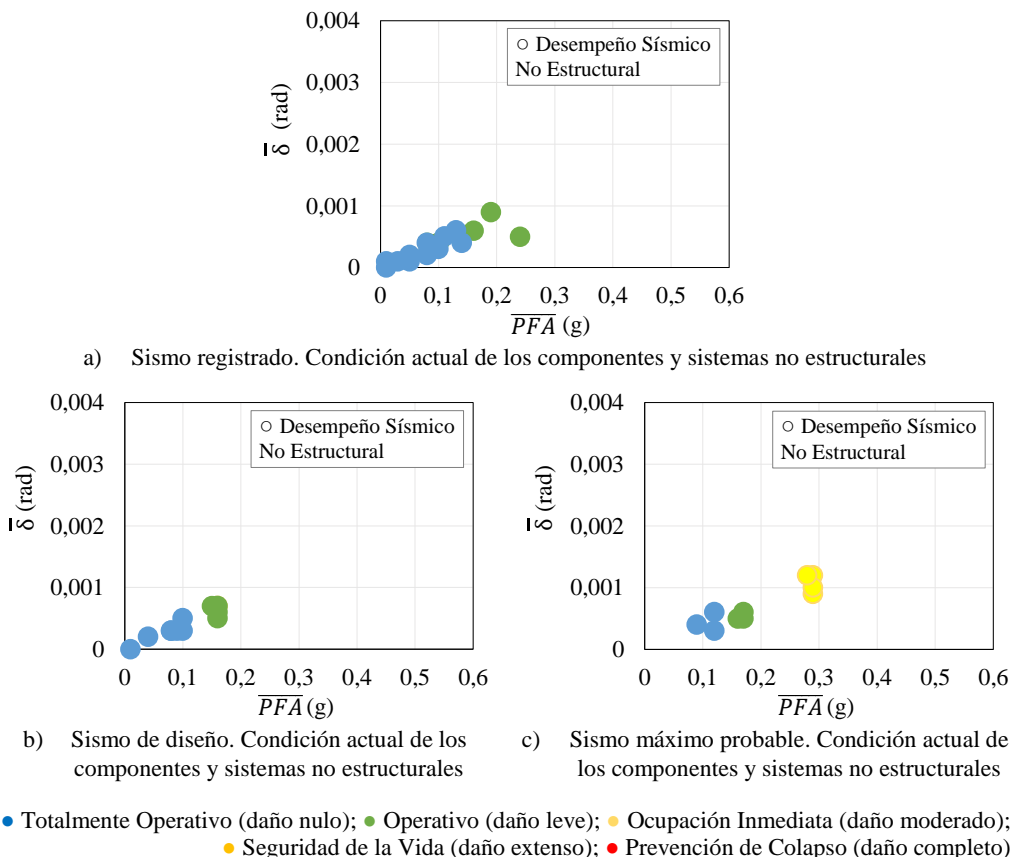 0,004
0,003
0,002
0,001
0
δ̅ (rad)
○ Desempeño Sísmico
No Estructural
0 0,1 0,2 0,3 0,4 0,5 0,6
P̅F̅A̅ (g)
a) Sismo registrado. Condición actual de los componentes y sistemas no estructurales
0,004
0,003
0,002
0,001
0
δ̅ (rad)
○ Desempeño Sísmico
No Estructural
0 0,1 0,2 0,3 0,4 0,5 0,6
P̅F̅A̅ (g)
b) Sismo de diseño. Condición actual de los
componentes y sistemas no estructurales
0,004
0,003
0,002
0,001
0
δ̅ (rad)
○ Desempeño Sísmico
No Estructural
0 0,1 0,2 0,3 0,4 0,5 0,6
P̅F̅A̅ (g)
c) Sismo máximo probable. Condición actual de
los componentes y sistemas no estructurales
● Totalmente Operativo (daño nulo); ● Operativo (daño leve); ● Ocupación Inmediata (daño moderado);
● Seguridad de la Vida (daño extenso); ● Prevención de Colapso (daño completo)